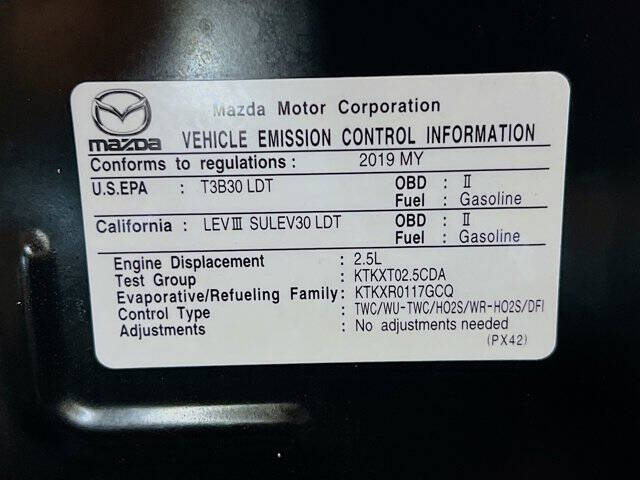 Mazda Motor Corporation
mazda VEHICLE EMISSION CONTROL INFORMATION
Conforms to regulations : 2019 MY
U.S.EPA : T3B30 LDT OBD : II
Fuel : Gasoline
California : LEVⅢ SULEV30 LDT OBD : II
Fuel : Gasoline
Engine Displacement : 2.5L
Test Group : KTKXT02.5CDA
Evaporative/Refueling Family: KTKXR0117GCQ
Control Type : TWC/WU-TWC/HO2S/WR-HO2S/DFI
Adjustments : No adjustments needed
(PX42)